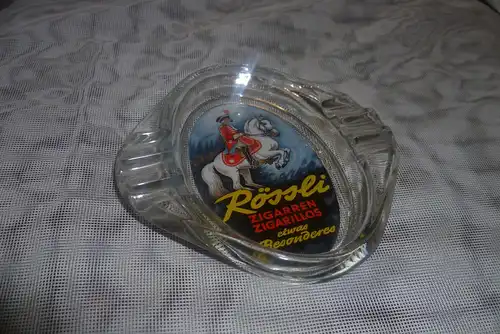 Rössli
ZIGARREN
ZIGARILLOS
etwas
Besonderes